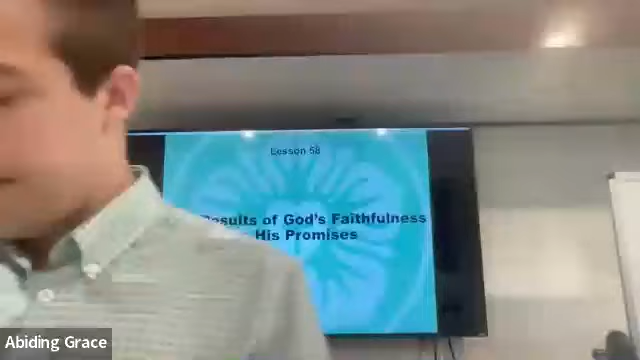 Lesson 58
Results of God's Faithfulness
His Promises
Abiding Grace